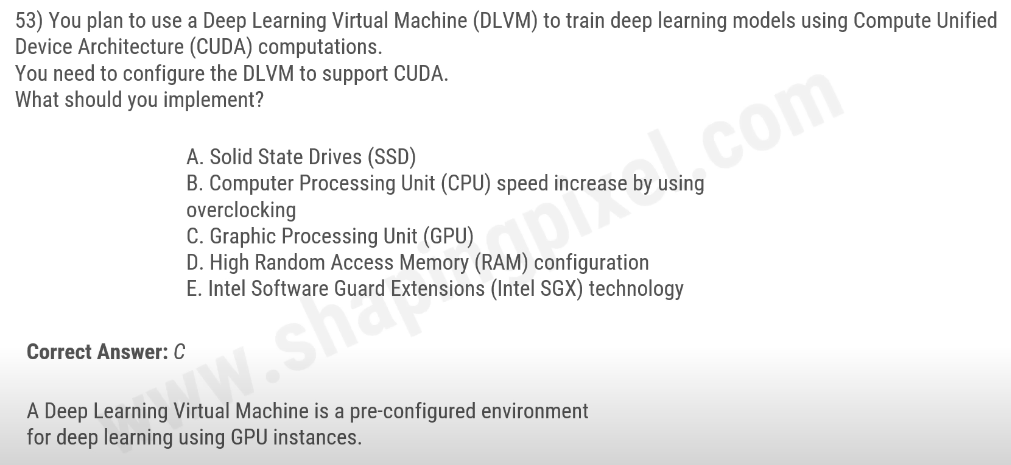 53) You plan to use a Deep Learning Virtual Machine (DLVM) to train deep learning models using Compute Unified
Device Architecture (CUDA) computations.
You need to configure the DLVM to support CUDA.
What should you implement?
A. Solid State Drives (SSD)
B. Computer Processing Unit (CPU) speed increase by using
overclocking
C. Graphic Processing Unit (GPU)
D. High Random Access Memory (RAM) configuration
E. Intel Software Guard Extensions (Intel SGX) technology
Correct Answer: C
A Deep Learning Virtual Machine is a pre-configured environment
for deep learning using GPU instances.
www.shapingpixel.com